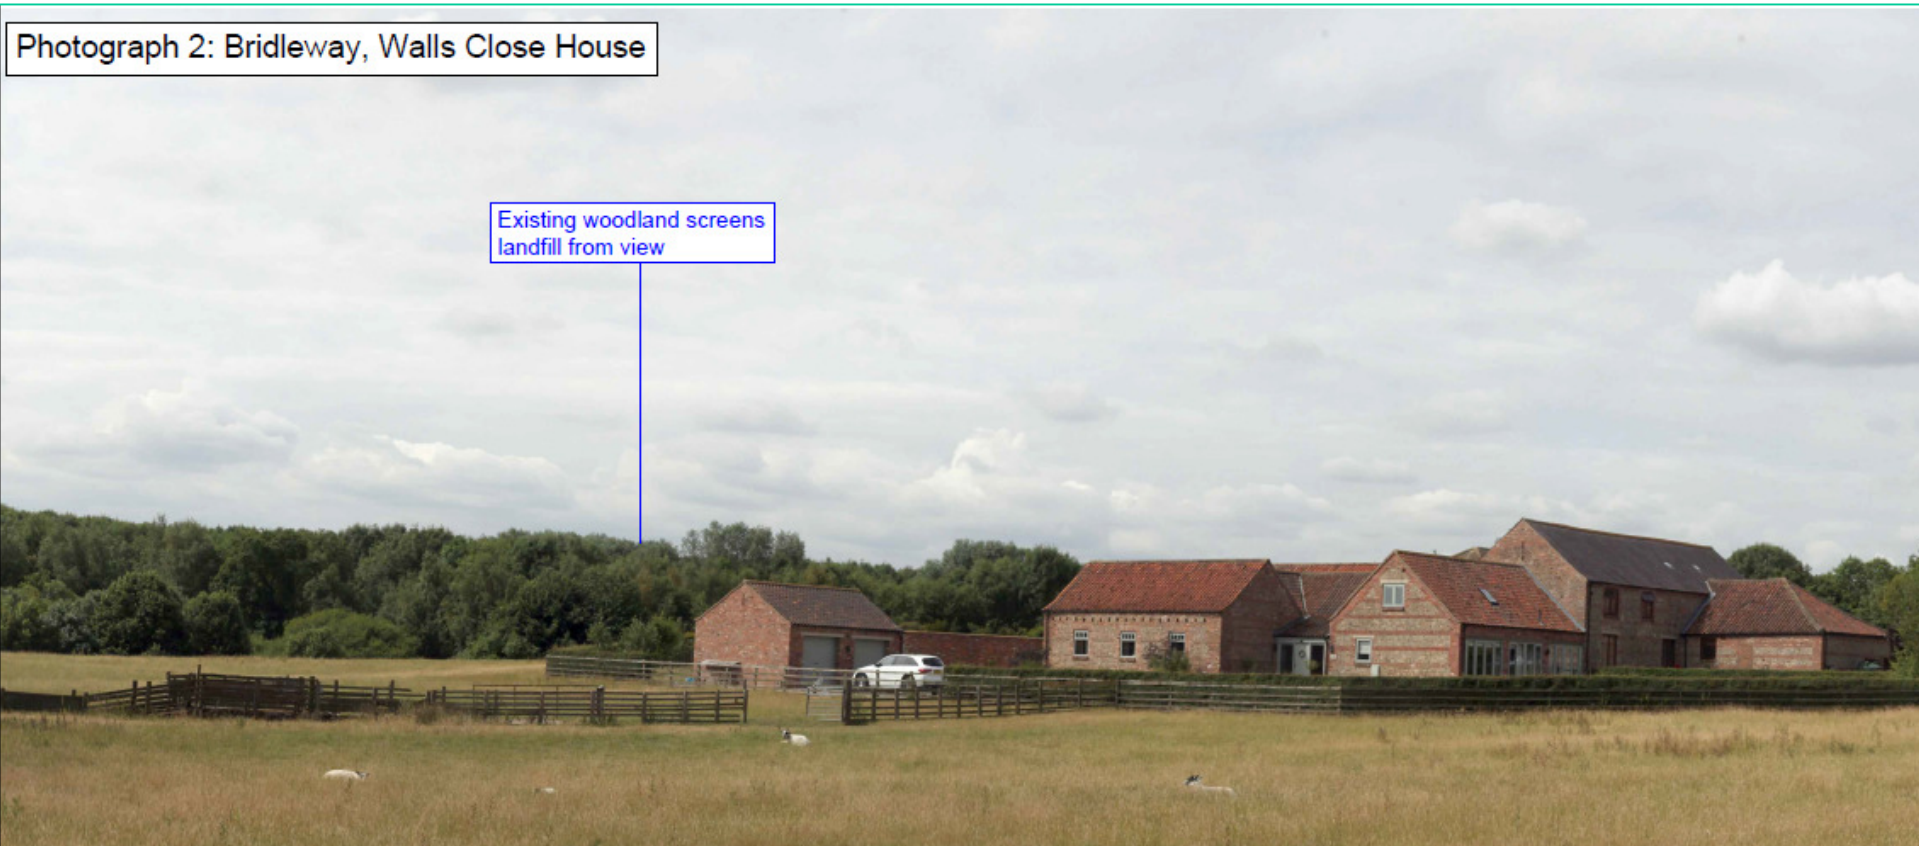 Photograph 2: Bridleway, Walls Close House
Existing woodland screens
landfill from view